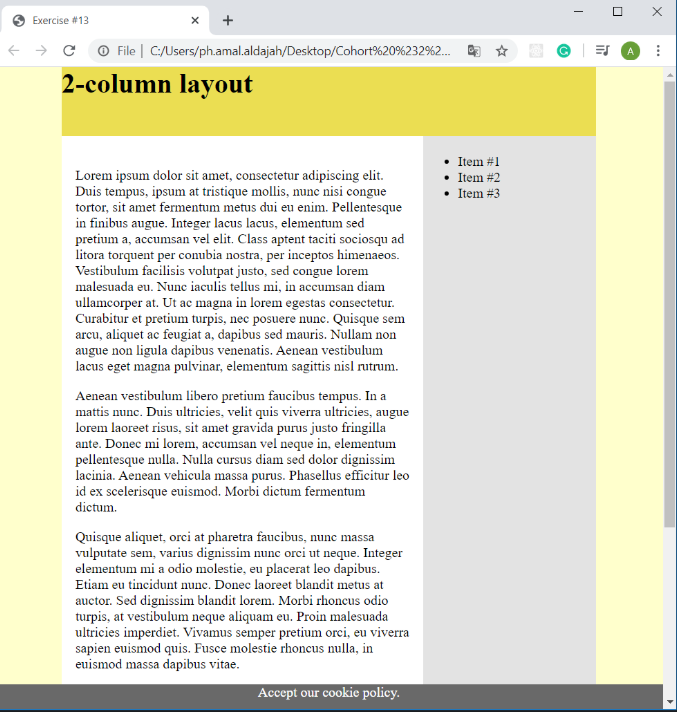 Exercise #13
File | C:/Users/ph.amal.aldajah/Desktop/Cohort%20%232%2...
A
2-column layout
Lorem ipsum dolor sit amet, consectetur adipiscing elit.
Duis tempus, ipsum at tristique mollis, nunc nisi congue
tortor, sit amet fermentum metus dui eu enim. Pellentesque
in finibus augue. Integer lacus lacus, elementum sed
pretium a, accumsan vel elit. Class aptent taciti sociosqu ad
litora torquent per conubia nostra, per inceptos himenaeos.
Vestibulum facilisis volutpat justo, sed congue lorem
malesuada eu. Nunc iaculis tellus mi, in accumsan diam
ullamcorper at. Ut ac magna in lorem egestas consectetur.
Curabitur et pretium turpis, nec posuere nunc. Quisque sem
arcu, aliquet ac feugiat a, dapibus sed mauris. Nullam non
augue non ligula dapibus venenatis. Aenean vestibulum
lacus eget magna pulvinar, elementum sagittis nisl rutrum.
Aenean vestibulum libero pretium faucibus tempus. In a
mattis nunc. Duis ultricies, velit quis viverra ultricies, augue
lorem laoreet risus, sit amet gravida purus justo fringilla
ante. Donec mi lorem, accumsan vel neque in, elementum
pellentesque nulla. Nulla cursus diam sed dolor dignissim
lacinia. Aenean vehicula massa purus. Phasellus efficitur leo
id ex scelerisque euismod. Morbi dictum fermentum
dictum.
Quisque aliquet, orci at pharetra faucibus, nunc massa
vulputate sem, varius dignissim nunc orci ut neque. Integer
elementum mi a odio molestie, eu placerat leo dapibus.
Etiam eu tincidunt nunc. Donec laoreet blandit metus at
auctor. Sed dignissim blandit lorem. Morbi rhoncus odio
turpis, at vestibulum neque aliquam eu. Proin malesuada
ultricies imperdiet. Vivamus semper pretium orci, eu viverra
sapien euismod quis. Fusce molestie rhoncus nulla, in
euismod massa dapibus vitae.
Item #1
Item #2
Item #3
Accept our cookie policy.